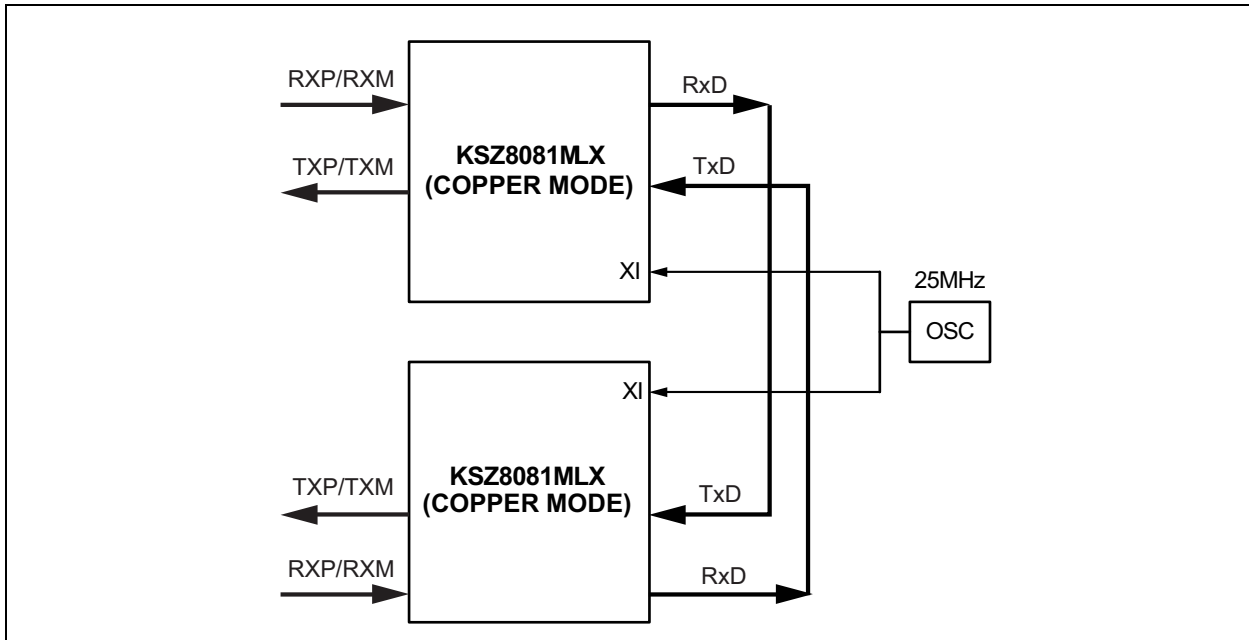 RXP/RXM
RxD
KSZ8081MLX
(COPPER MODE)
TXP/TXM
TxD
XI
25MHz
OSC
XI
KSZ8081MLX
(COPPER MODE)
TXP/TXM
TxD
RXP/RXM
RxD